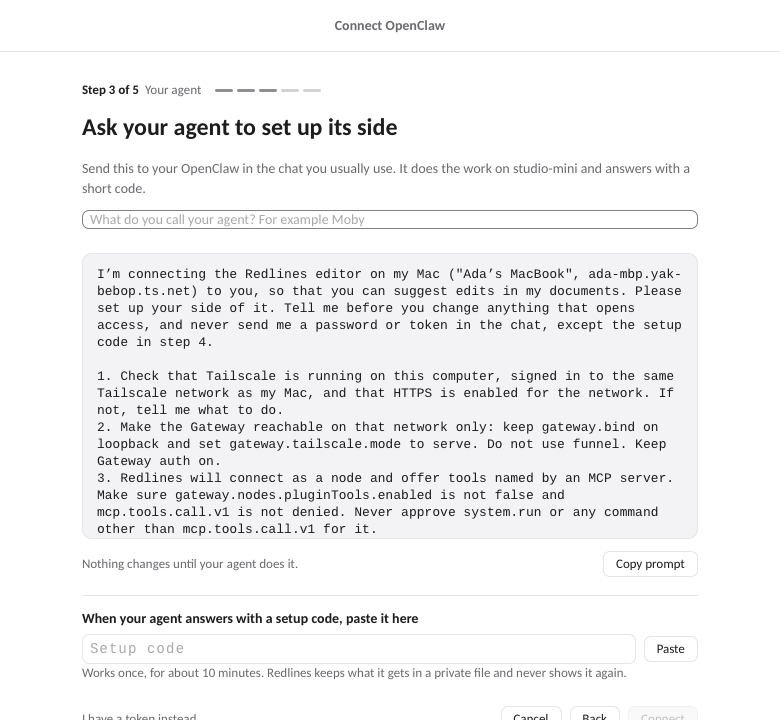 Connect OpenClaw
Step 3 of 5 Your agent
Ask your agent to set up its side
Send this to your OpenClaw in the chat you usually use. It does the work on studio-mini and answers with a
short code.
What do you call your agent? For example Moby
I’m connecting the Redlines editor on my Mac ("Ada’s MacBook", ada-mbp.yak-
bebop.ts.net) to you, so that you can suggest edits in my documents. Please
set up your side of it. Tell me before you change anything that opens
access, and never send me a password or token in the chat, except the setup
code in step 4.
1. Check that Tailscale is running on this computer, signed in to the same
Tailscale network as my Mac, and that HTTPS is enabled for the network. If
not, tell me what to do.
2. Make the Gateway reachable on that network only: keep gateway.bind on
loopback and set gateway.tailscale.mode to serve. Do not use funnel. Keep
Gateway auth on.
3. Redlines will connect as a node and offer tools named by an MCP server.
Make sure gateway.nodes.pluginTools.enabled is not false and
mcp.tools.call.v1 is not denied. Never approve system.run or any command
other than mcp.tools.call.v1 for it.
Nothing changes until your agent does it.
Copy prompt
When your agent answers with a setup code, paste it here
Setup code
Paste
Works once, for about 10 minutes. Redlines keeps what it gets in a private file and never shows it again.
I have a token instead
Cancel
Back
Connect